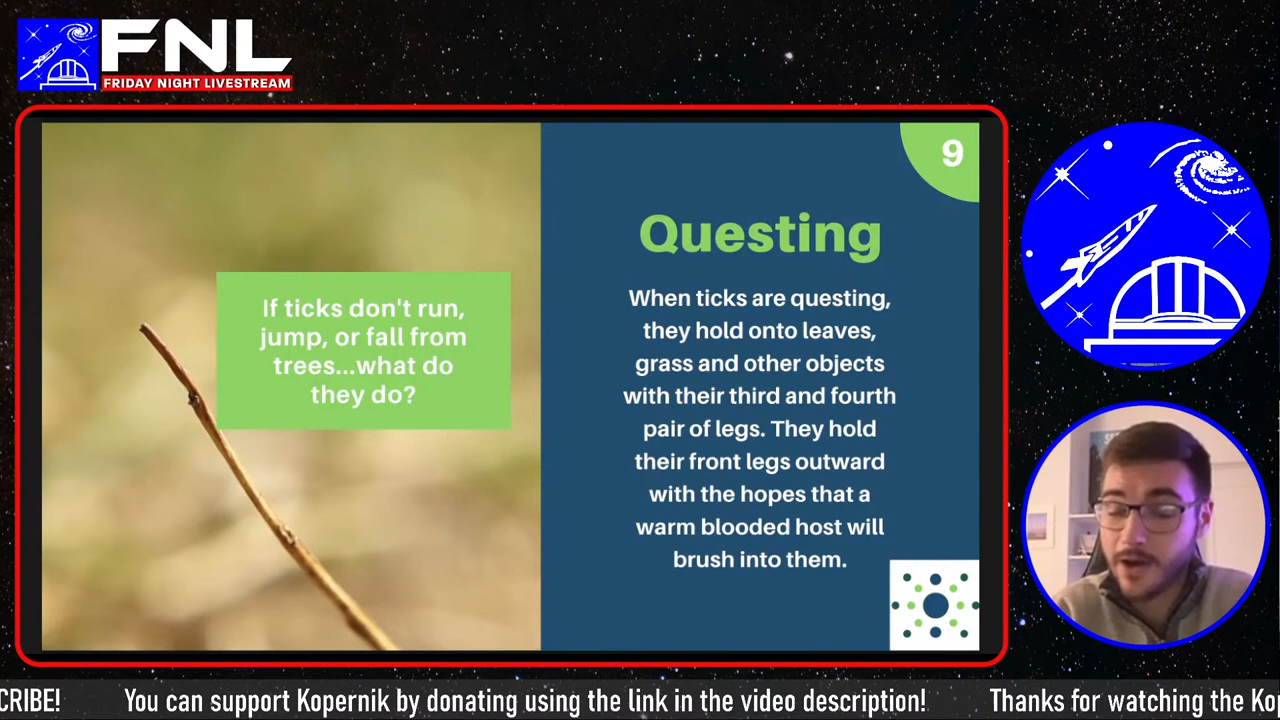 FNL
FRIDAY NIGHT LIVESTREAM
9
If ticks don't run,
jump, or fall from
trees...what do
they do?
Questing
When ticks are questing,
they hold onto leaves,
grass and other objects
with their third and fourth
pair of legs. They hold
their front legs outward
with the hopes that a
warm blooded host will
brush into them.
CRIBE! You can support Kopernik by donating using the link in the video description! Thanks for watching the Kop